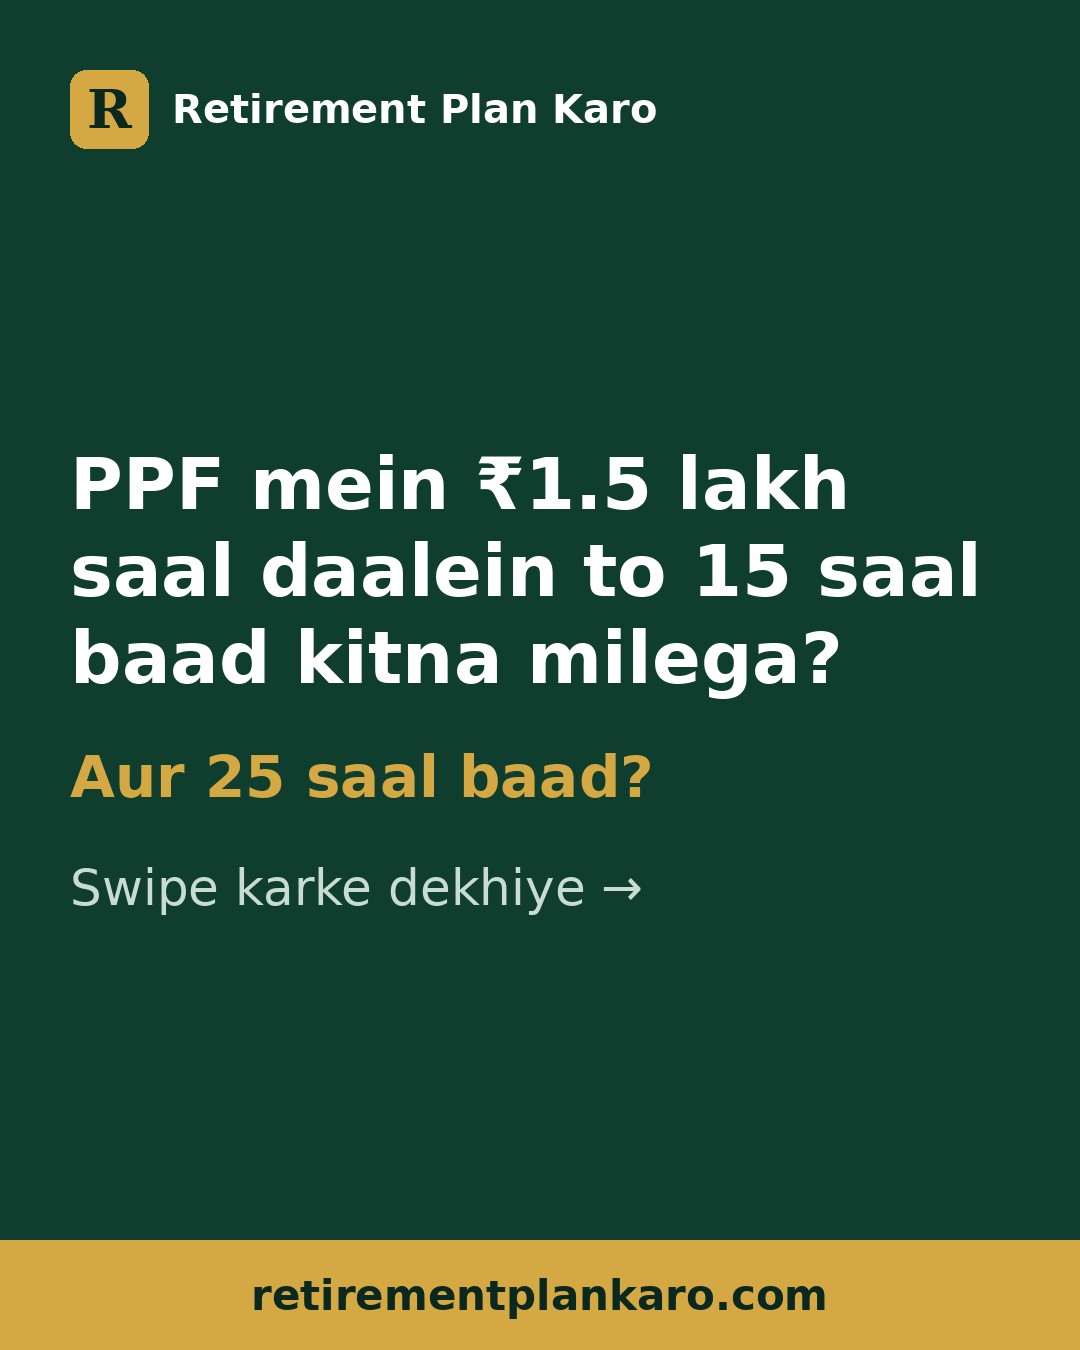 R
Retirement Plan Karo
PPF mein ₹1.5 lakh
saal daalein to 15 saal
baad kitna milega?
Aur 25 saal baad?
Swipe karke dekhiye →
retirementplankaro.com